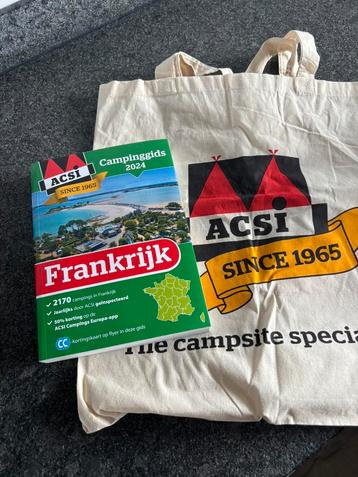 ACSI
SINCE 1965
Campinggids
2024
Frankrijk
✓ 2170 campings in Frankrijk
✓ Jaarlijks door ACSI geïnspecteerd
✓ 50% korting op de
ACSI Campings Europa-app
CC -kortingskaart op flyer in deze gids
ACSI
SINCE 1965
The campsite specia